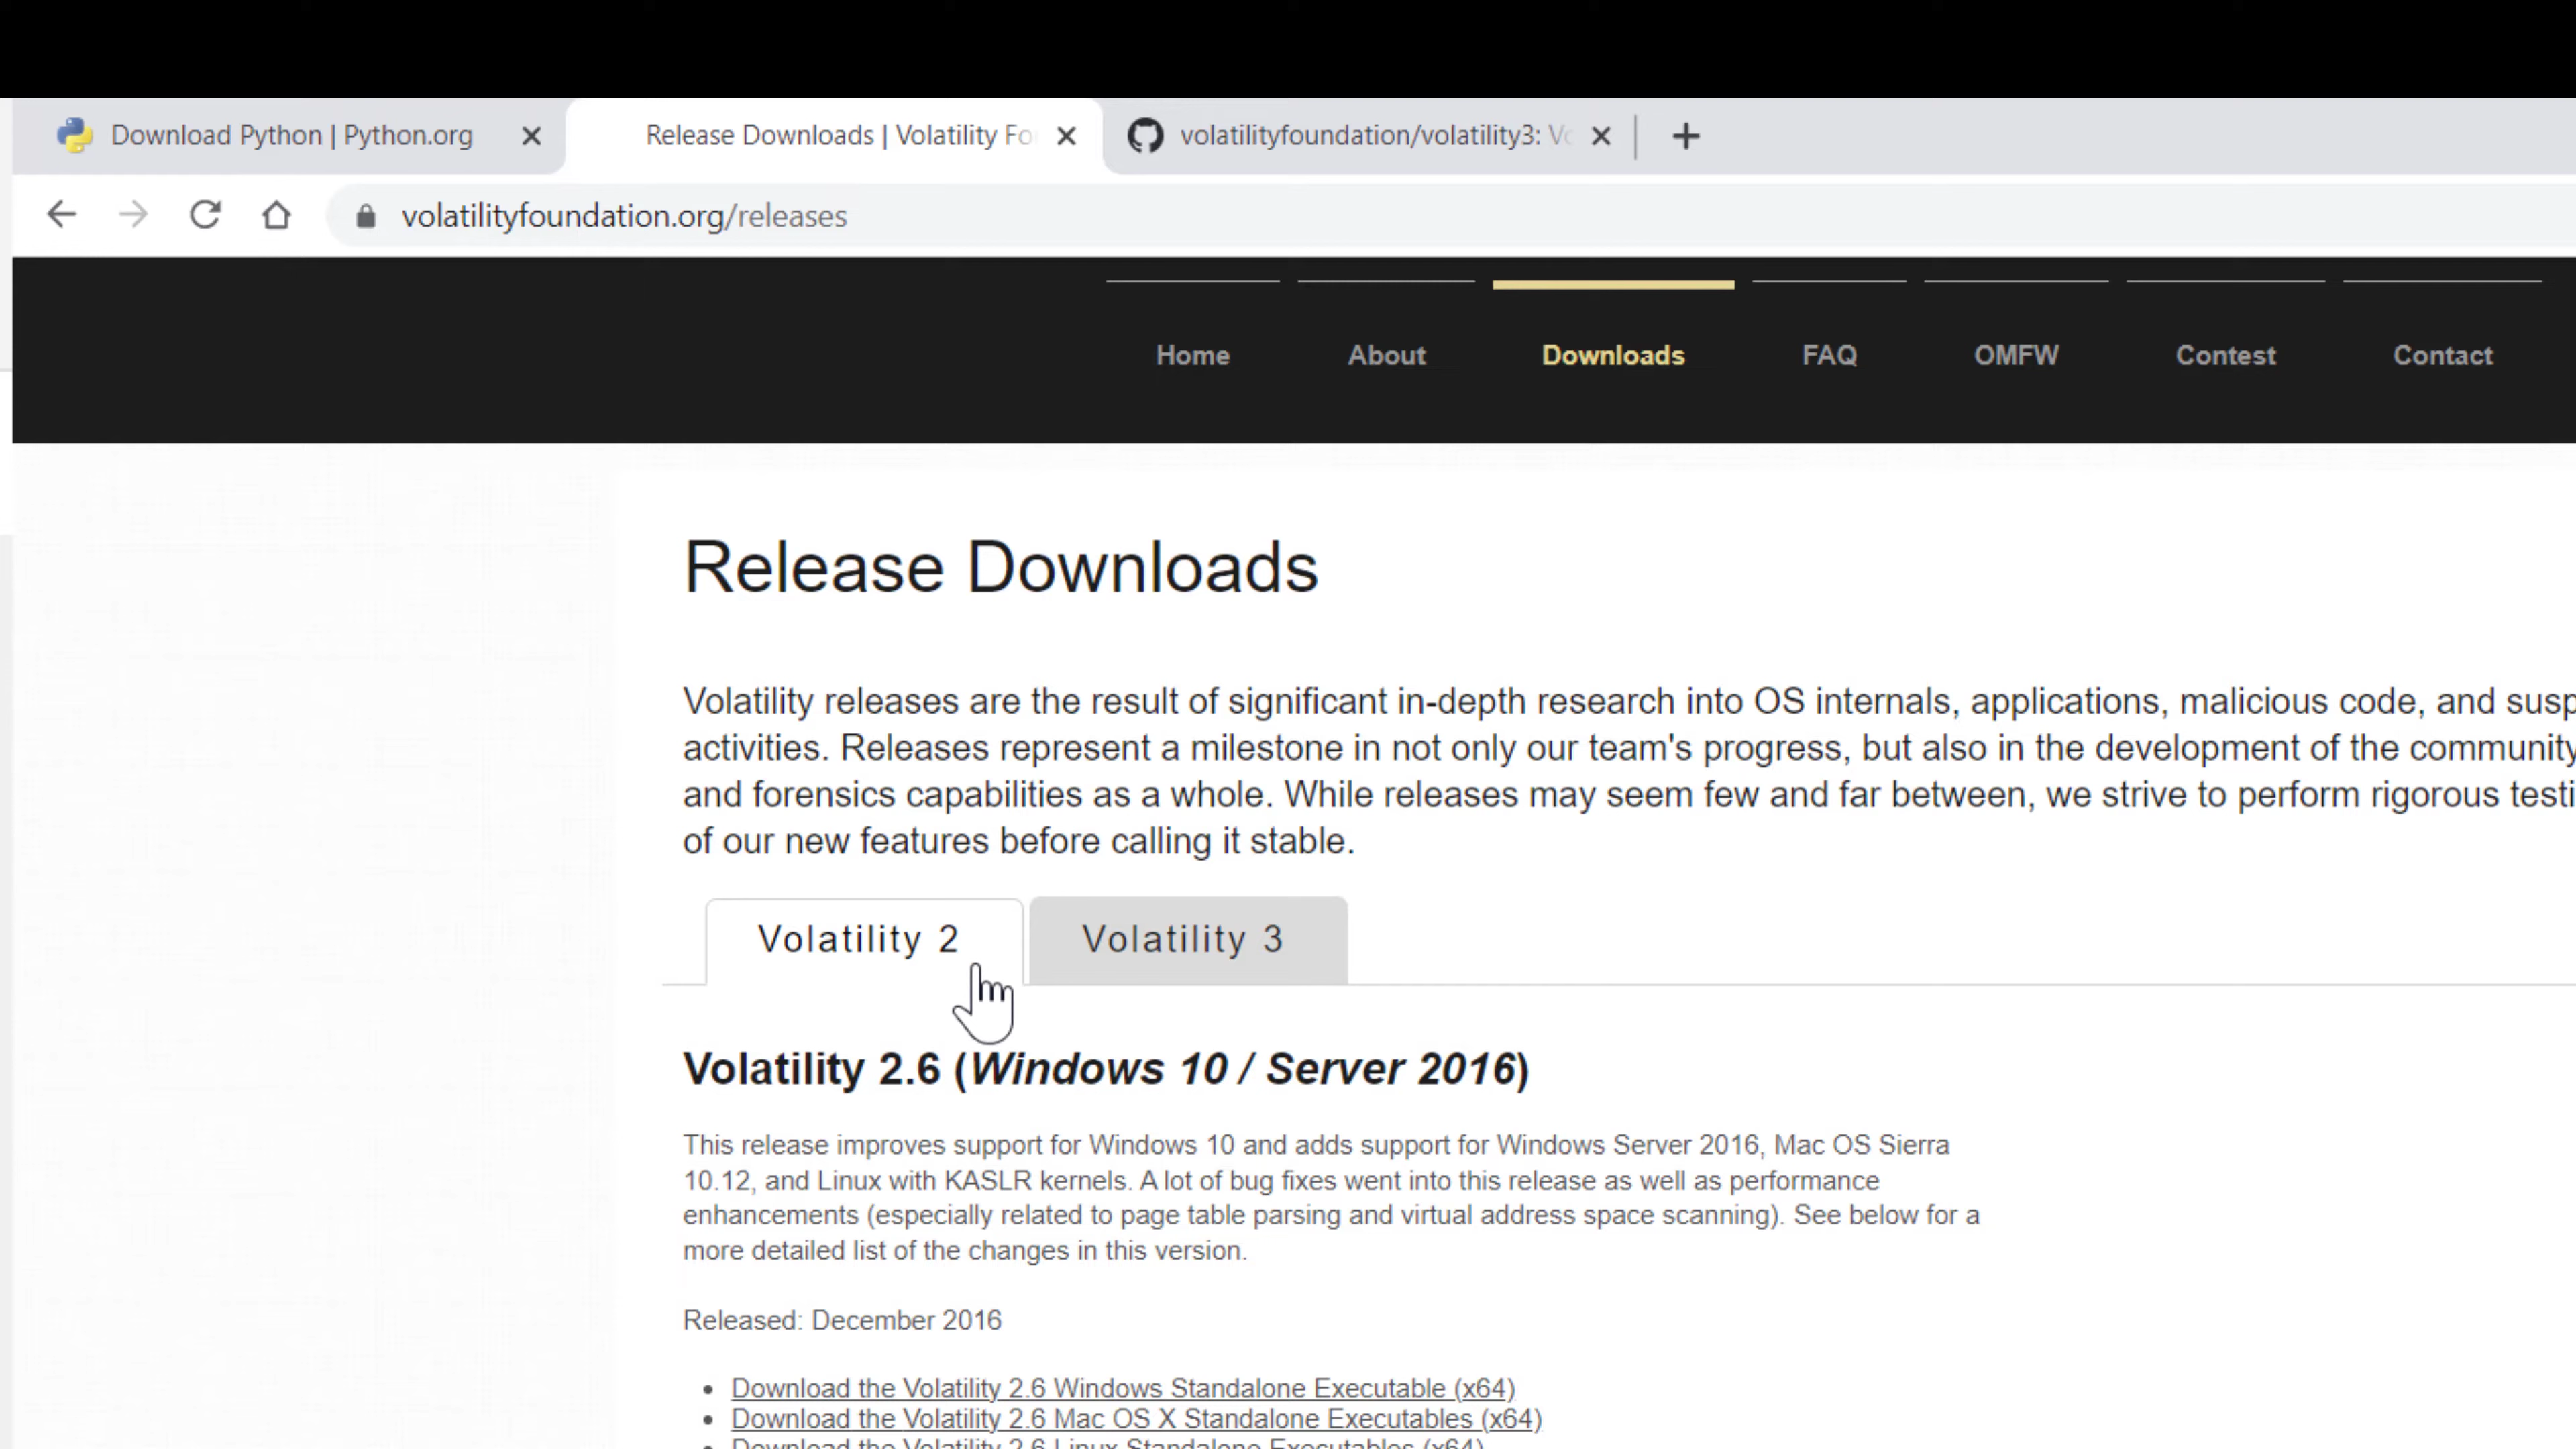 Download Python | Python.org
Release Downloads | Volatility Fo
volatilityfoundation/volatility3: Vo
volatilityfoundation.org/releases
Home About Downloads FAQ OMFW Contest Contact
Release Downloads
Volatility releases are the result of significant in-depth research into OS internals, applications, malicious code, and susp
activities. Releases represent a milestone in not only our team's progress, but also in the development of the community
and forensics capabilities as a whole. While releases may seem few and far between, we strive to perform rigorous testi
of our new features before calling it stable.
Volatility 2 Volatility 3
Volatility 2.6 (Windows 10 / Server 2016)
This release improves support for Windows 10 and adds support for Windows Server 2016, Mac OS Sierra
10.12, and Linux with KASLR kernels. A lot of bug fixes went into this release as well as performance
enhancements (especially related to page table parsing and virtual address space scanning). See below for a
more detailed list of the changes in this version.
Released: December 2016
Download the Volatility 2.6 Windows Standalone Executable (x64)
Download the Volatility 2.6 Mac OS X Standalone Executables (x64)
Download the Volatility 2.6 Linux Standalone Executables (x64)